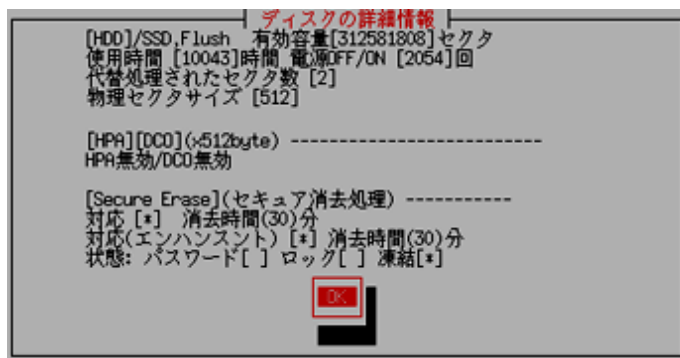 ディスクの詳細情報
[HDD]/SSD,Flush 有効容量[312581808]セクタ
使用時間 [10043]時間 電源OFF/ON [2054]回
代替処理されたセクタ数 [2]
物理セクタサイズ [512]
[HPA][DCO](x512byte) --------------------------
HPA無効/DCO無効
[Secure Erase](セキュア消去処理) -----------
対応 [*] 消去時間(30)分
対応(エンハンスント) [*] 消去時間(30)分
状態: パスワード[ ] ロック[ ] 凍結[*]
OK